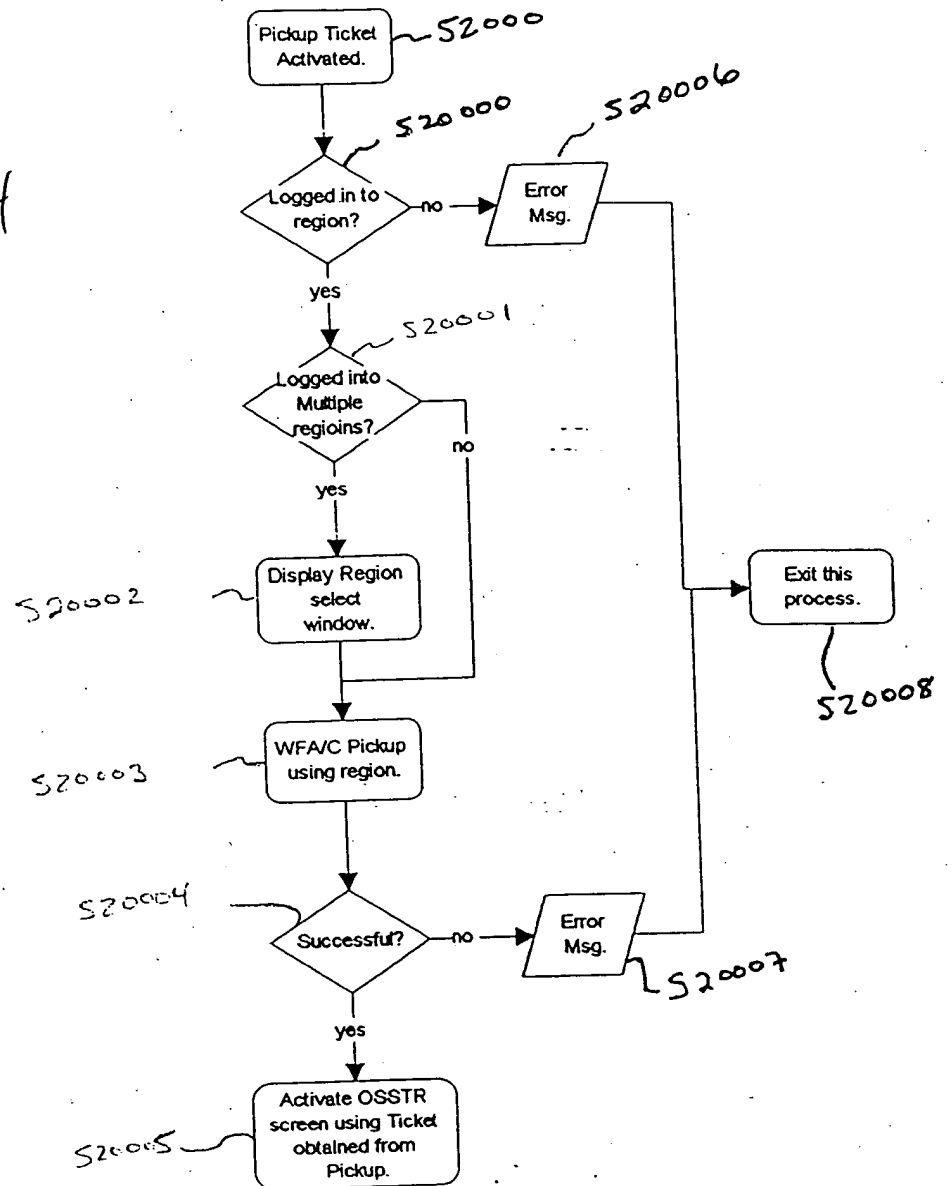 Pickup Ticket
Activated.
S2000
S20000
S20006
Logged in to
region?
no
Error
Msg.
yes
S20001
Logged into
Multiple
regioins?
no
yes
Display Region
select
window.
S20002
Exit this
process.
S20008
WFA/C Pickup
using region.
S20003
S20004
Successful?
no
Error
Msg.
S20007
yes
Activate OSSTR
screen using Ticket
obtained from
Pickup.
S20005